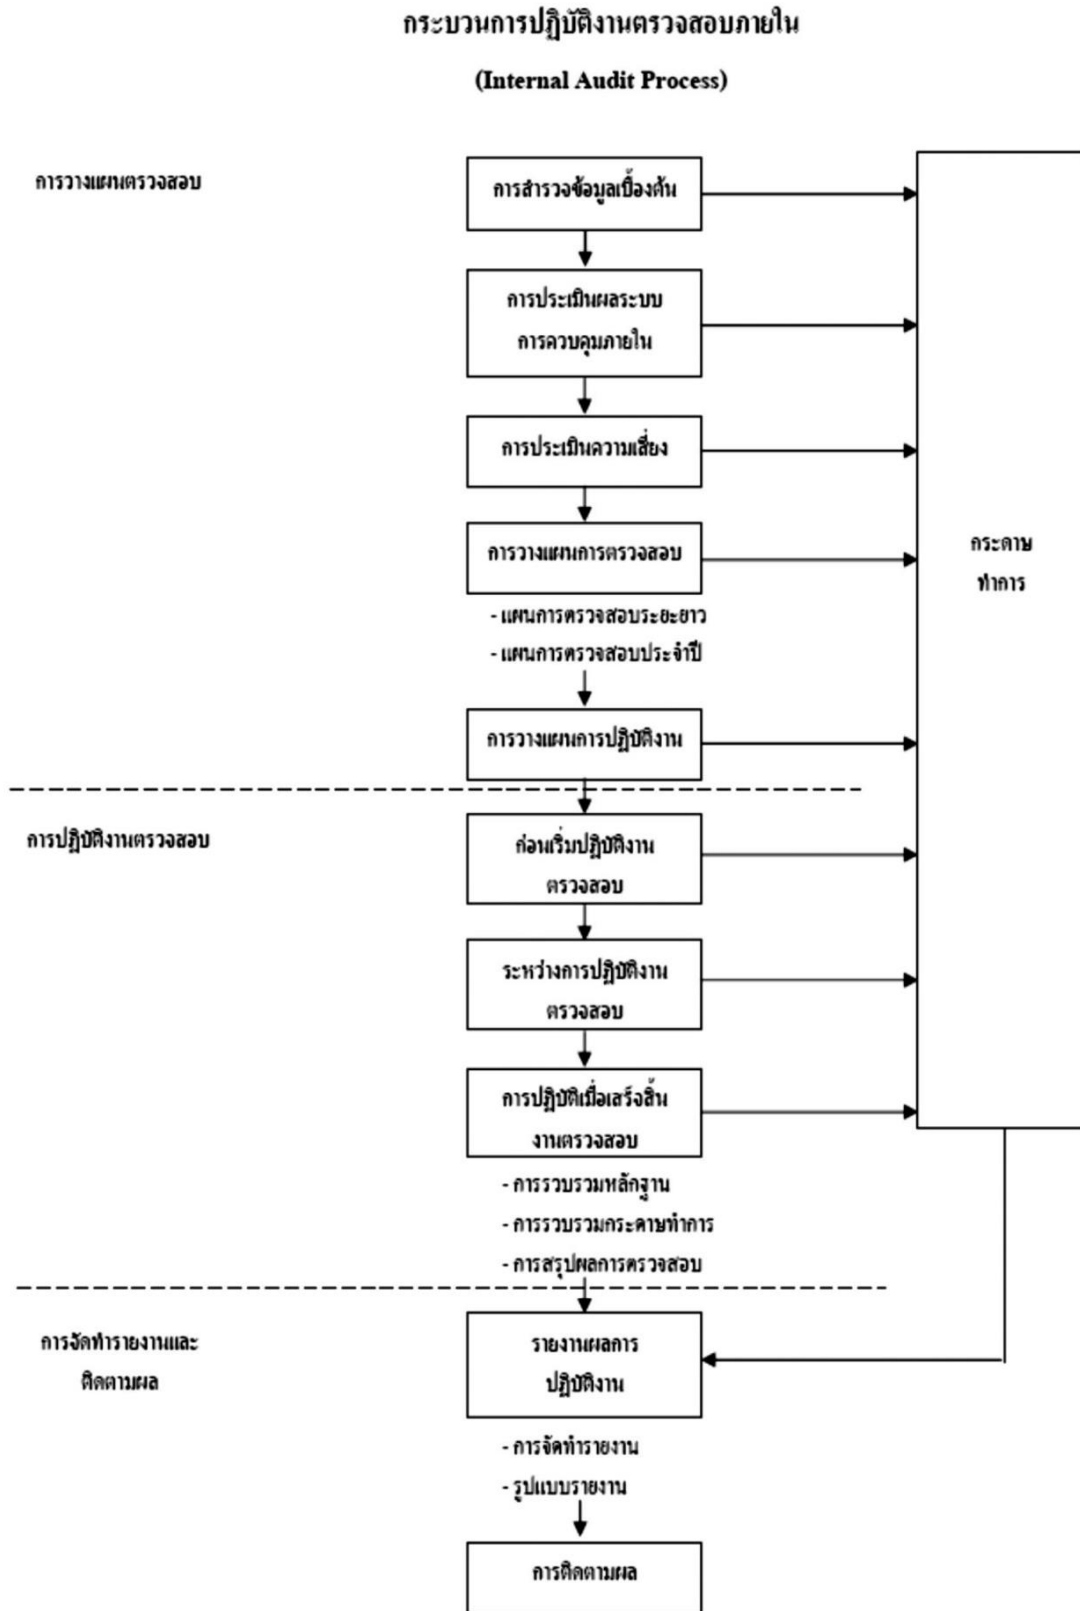 กระบวนการปฏิบัติงานตรวจสอบภายใน
(Internal Audit Process)
การวางแผนตรวจสอบ
การสำรวจข้อมูลเบื้องต้น
การประเมินผลระบบ
การควบคุมภายใน
การประเมินความเสี่ยง
การวางแผนการตรวจสอบ
- แผนการตรวจสอบระยะยาว
- แผนการตรวจสอบประจำปี
การวางแผนการปฏิบัติงาน
กระดาษ
ทำการ
การปฏิบัติงานตรวจสอบ
ก่อนเริ่มปฏิบัติงาน
ตรวจสอบ
ระหว่างการปฏิบัติงาน
ตรวจสอบ
การปฏิบัติเมื่อเสร็จสิ้น
งานตรวจสอบ
- การรวบรวมหลักฐาน
- การรวบรวมกระดาษทำการ
- การสรุปผลการตรวจสอบ
การจัดทำรายงานและ
ติดตามผล
รายงานผลการ
ปฏิบัติงาน
- การจัดทำรายงาน
- รูปแบบรายงาน
การติดตามผล